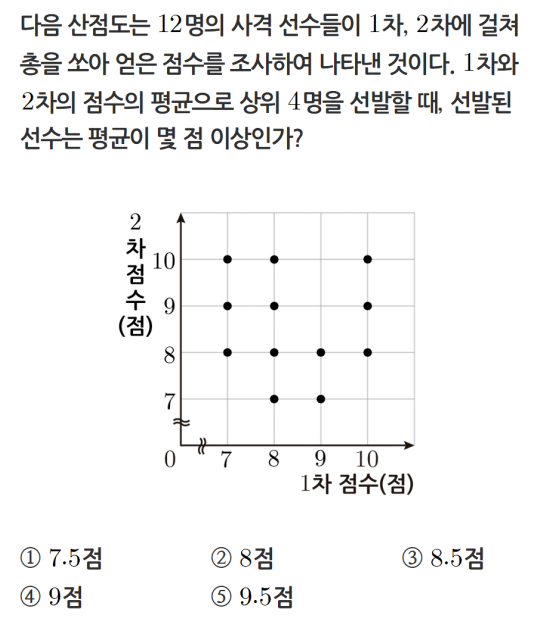 다음 산점도는 12명의 사격 선수들이 1차, 2차에 걸쳐
총을 쏘아 얻은 점수를 조사하여 나타낸 것이다. 1차와
2차의 점수의 평균으로 상위 4명을 선발할 때, 선발된
선수는 평균이 몇 점 이상인가?
2
차
점
수
(점)
10
9
8
7
0 7 8 9 10
1차 점수(점)
① 7.5점 ② 8점 ③ 8.5점
④ 9점 ⑤ 9.5점